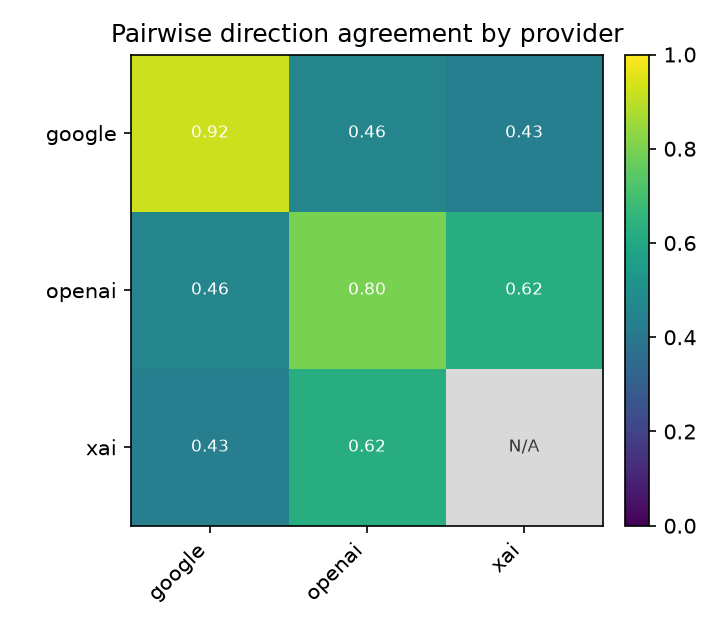 Pairwise direction agreement by provider
google 0.92 0.46 0.43
openai 0.46 0.80 0.62
xai 0.43 0.62 N/A
google openai xai
1.0
0.8
0.6
0.4
0.2
0.0